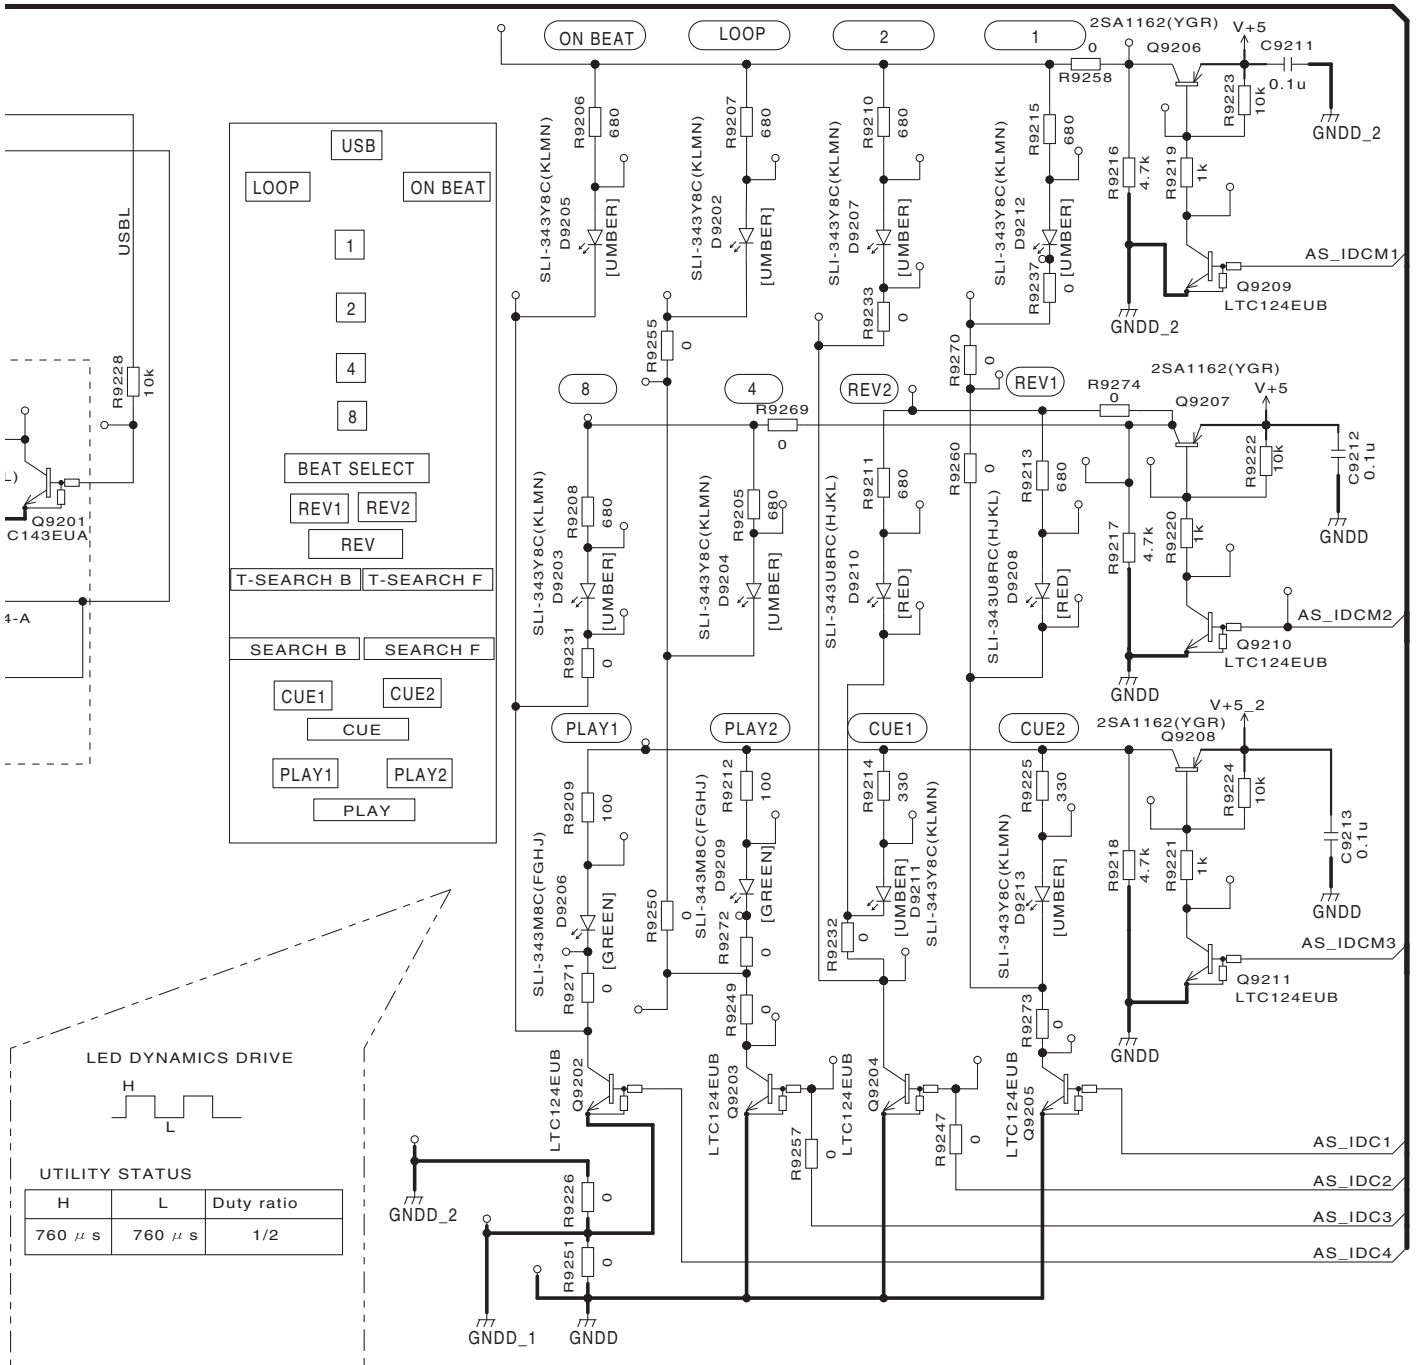 ON BEAT
LOOP
2
1
2SA1162(YGR)
Q9206
V+5
C9211
0.1u
0
R9258
R9223
10k
GNDD_2
R9206
680
R9207
680
R9210
680
R9215
680
R9216
4.7k
R9219
1k
SLI-343Y8C(KLMN)
D9205
[UMBER]
SLI-343Y8C(KLMN)
D9202
[UMBER]
SLI-343Y8C(KLMN)
D9207
[UMBER]
SLI-343Y8C(KLMN)
D9212
[UMBER]
R9233
0
R9237
0
AS_IDCM1
Q9209
LTC124EUB
GNDD_2
USB
LOOP
ON BEAT
1
2
4
8
BEAT SELECT
REV1
REV2
REV
T-SEARCH B
T-SEARCH F
SEARCH B
SEARCH F
CUE1
CUE2
CUE
PLAY1
PLAY2
PLAY
USBL
R9228
10k
L)
Q9201
C143EUA
4-A
R9255
0
R9270
0
8
4
REV2
REV1
R9269
0
R9274
0
2SA1162(YGR)
Q9207
V+5
R9222
10k
C9212
0.1u
GNDD
R9208
680
R9205
680
R9211
680
R9260
0
R9213
680
R9217
4.7k
R9220
1k
SLI-343Y8C(KLMN)
D9203
[UMBER]
SLI-343Y8C(KLMN)
D9204
[UMBER]
SLI-343U8RC(HJKL)
D9210
[RED]
SLI-343U8RC(HJKL)
D9208
[RED]
R9231
0
AS_IDCM2
Q9210
LTC124EUB
GNDD
PLAY1
PLAY2
CUE1
CUE2
2SA1162(YGR)
Q9208
V+5_2
R9224
10k
C9213
0.1u
GNDD
R9209
100
R9212
100
R9214
330
R9225
330
R9218
4.7k
R9221
1k
SLI-343M8C(FGHJ)
D9206
[GREEN]
R9250
0
SLI-343M8C(FGHJ)
D9209
[GREEN]
[UMBER]
D9211
SLI-343Y8C(KLMN)
SLI-343Y8C(KLMN)
D9213
[UMBER]
R9271
0
R9272
0
R9232
0
R9249
0
R9273
0
AS_IDCM3
Q9211
LTC124EUB
GNDD
LTC124EUB
Q9202
LTC124EUB
Q9203
LTC124EUB
Q9204
LTC124EUB
Q9205
R9257
0
R9247
0
AS_IDC1
AS_IDC2
AS_IDC3
AS_IDC4
R9226
0
R9251
0
GNDD_2
GNDD_1
GNDD
LED DYNAMICS DRIVE
H
L
UTILITY STATUS
H L Duty ratio
760 μ s 760 μ s 1/2